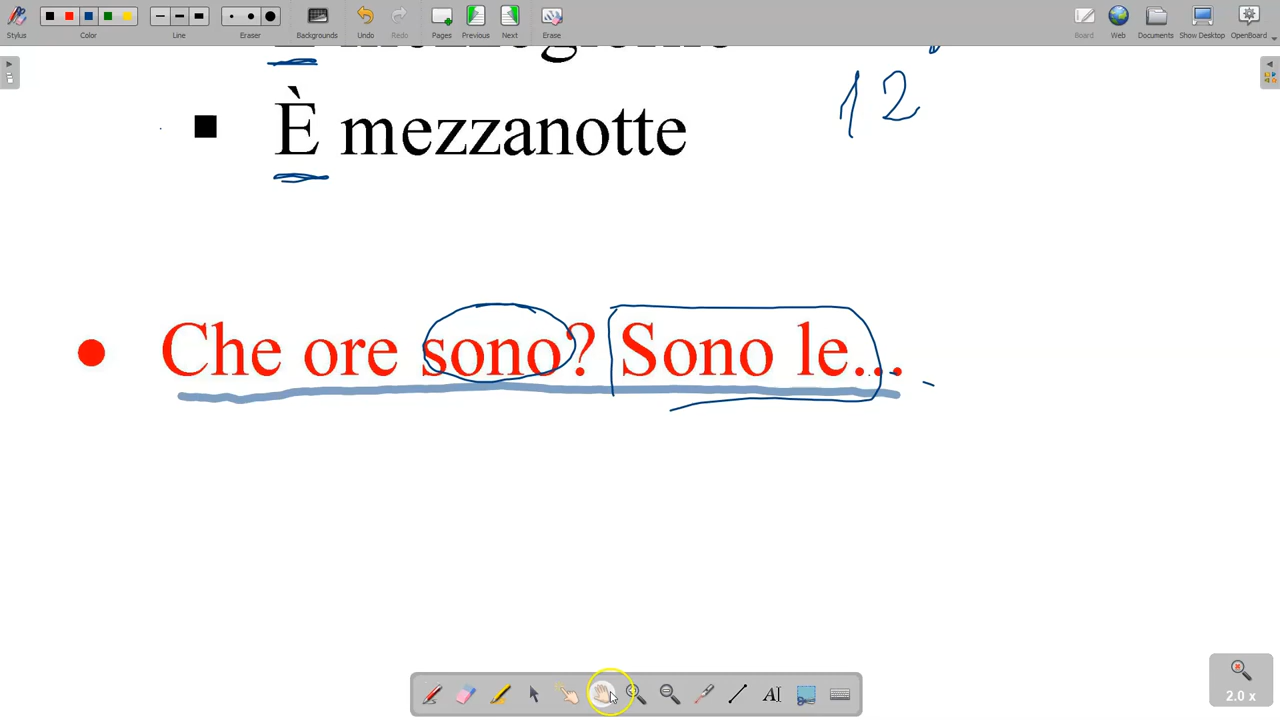 Stylus
Color
Line
Eraser
Backgrounds
Undo
Redo
Pages
Previous
Next
Erase
Board
Web
Documents
Show Desktop
OpenBoard
12
È mezzanotte
Che ore sono? Sono le...
2.0 x